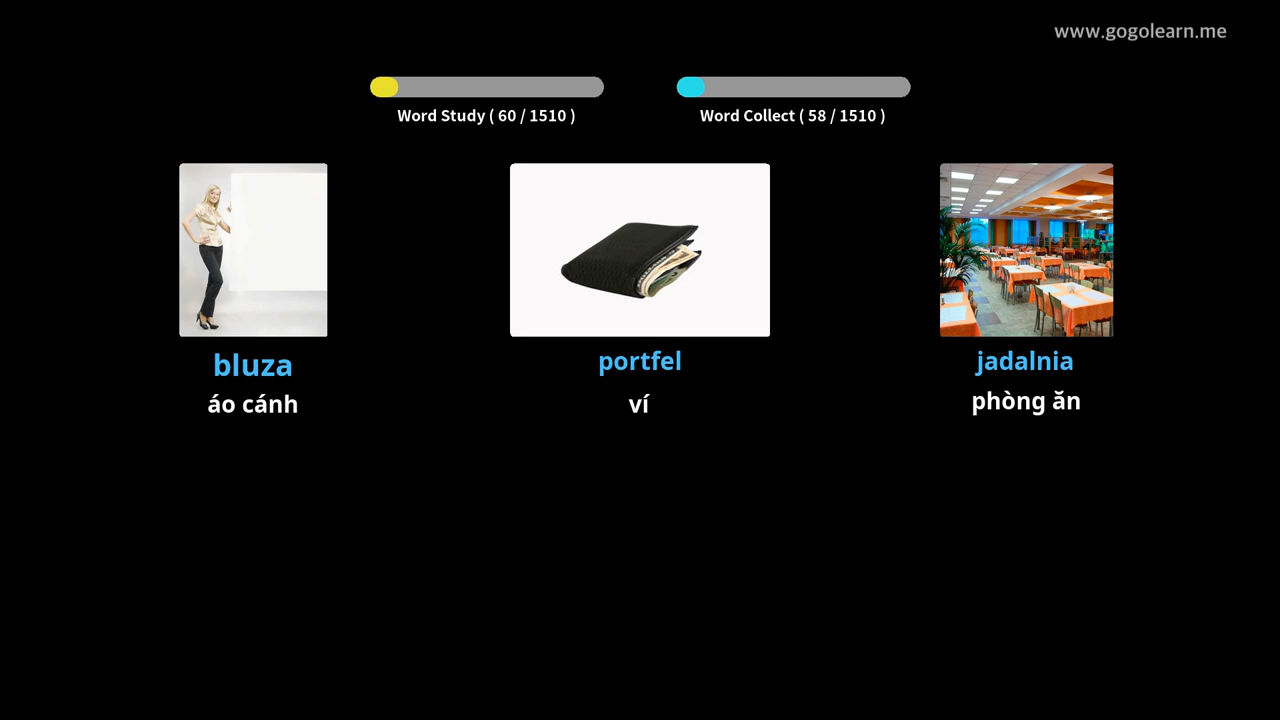 www.gogolearn.me
Word Study ( 60 / 1510 )
Word Collect ( 58 / 1510 )
bluza
áo cánh
portfel
ví
jadalnia
phòng ăn